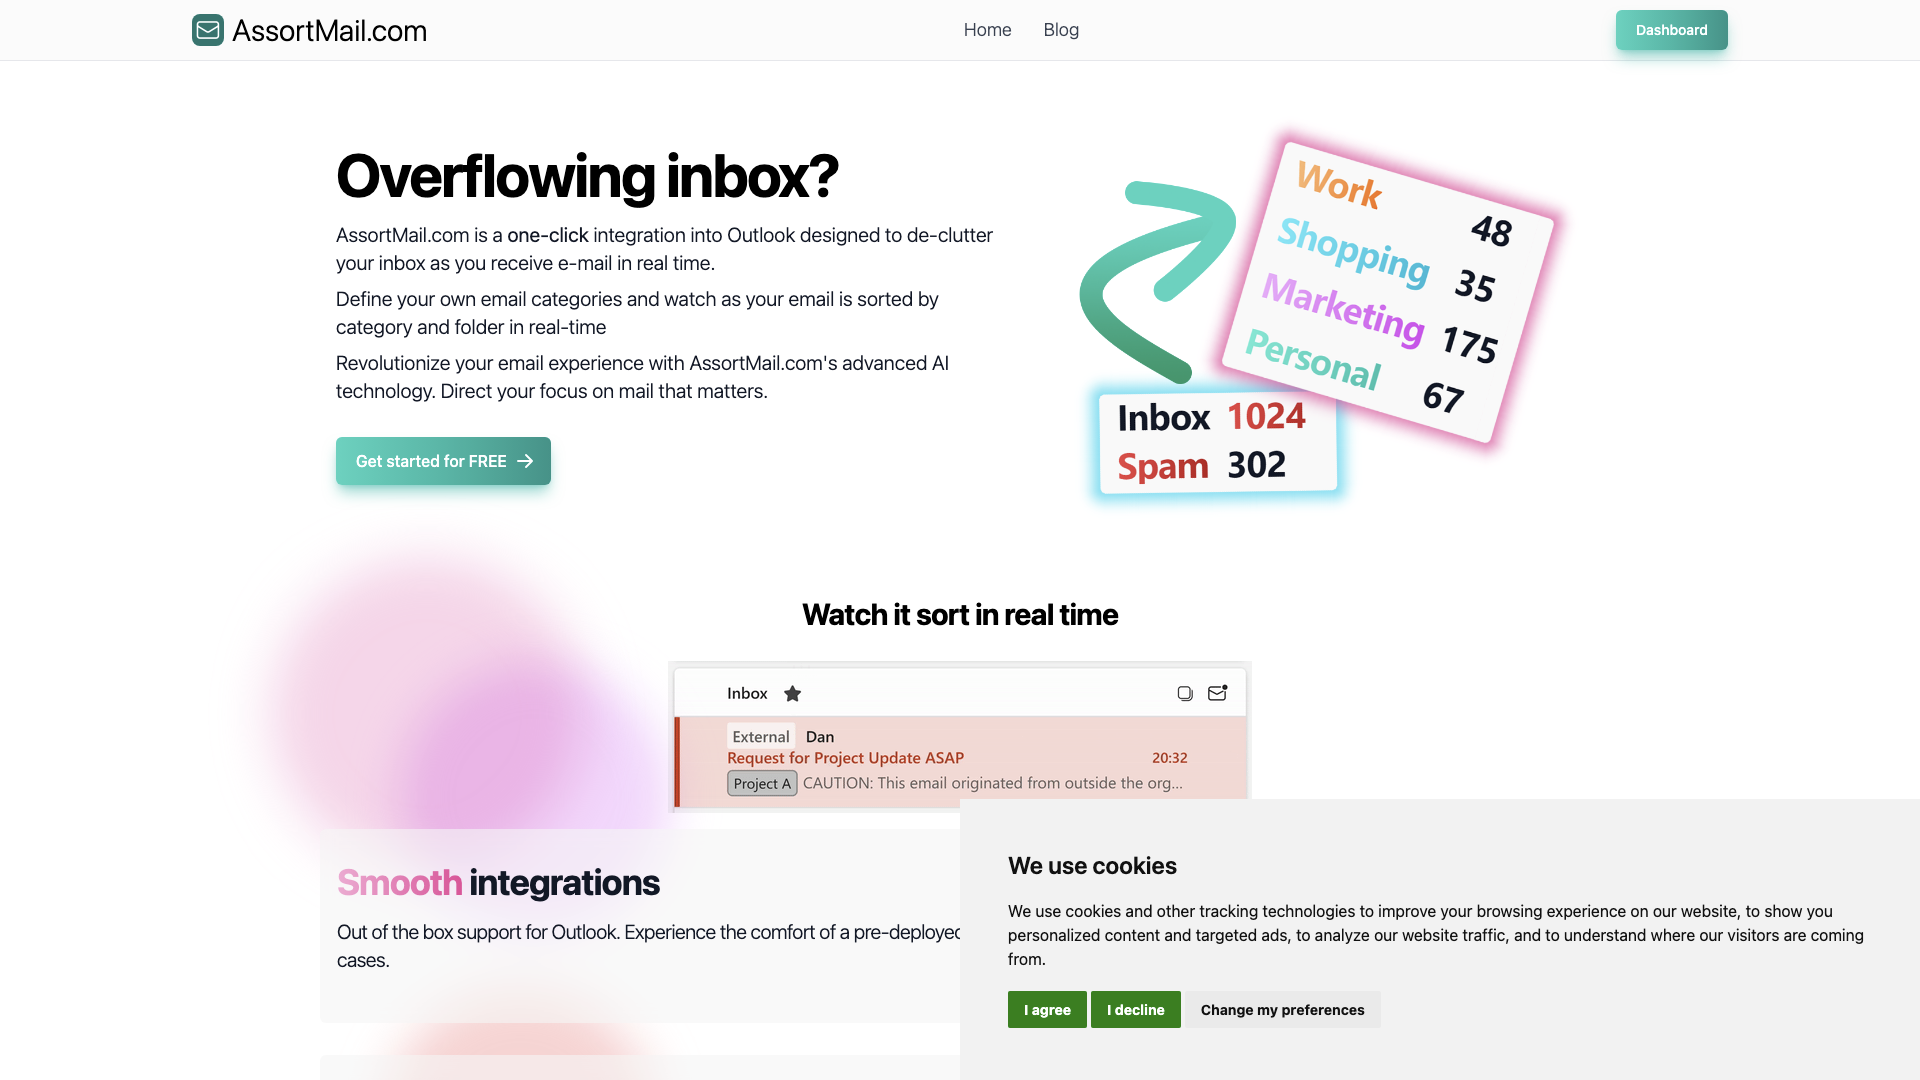 AssortMail.com
Home
Blog
Dashboard
Overflowing inbox?
AssortMail.com is a one-click integration into Outlook designed to de-clutter
your inbox as you receive e-mail in real time.
Define your own email categories and watch as your email is sorted by
category and folder in real-time
Revolutionize your email experience with AssortMail.com's advanced AI
technology. Direct your focus on mail that matters.
Get started for FREE
Work 48
Shopping 35
Marketing 175
Personal 67
Inbox 1024
Spam 302
Watch it sort in real time
Inbox
External Dan
Request for Project Update ASAP 20:32
Project A CAUTION: This email originated from outside the org...
Smooth integrations
Out of the box support for Outlook. Experience the comfort of a pre-deployed
cases.
We use cookies
We use cookies and other tracking technologies to improve your browsing experience on our website, to show you
personalized content and targeted ads, to analyze our website traffic, and to understand where our visitors are coming
from.
I agree
I decline
Change my preferences